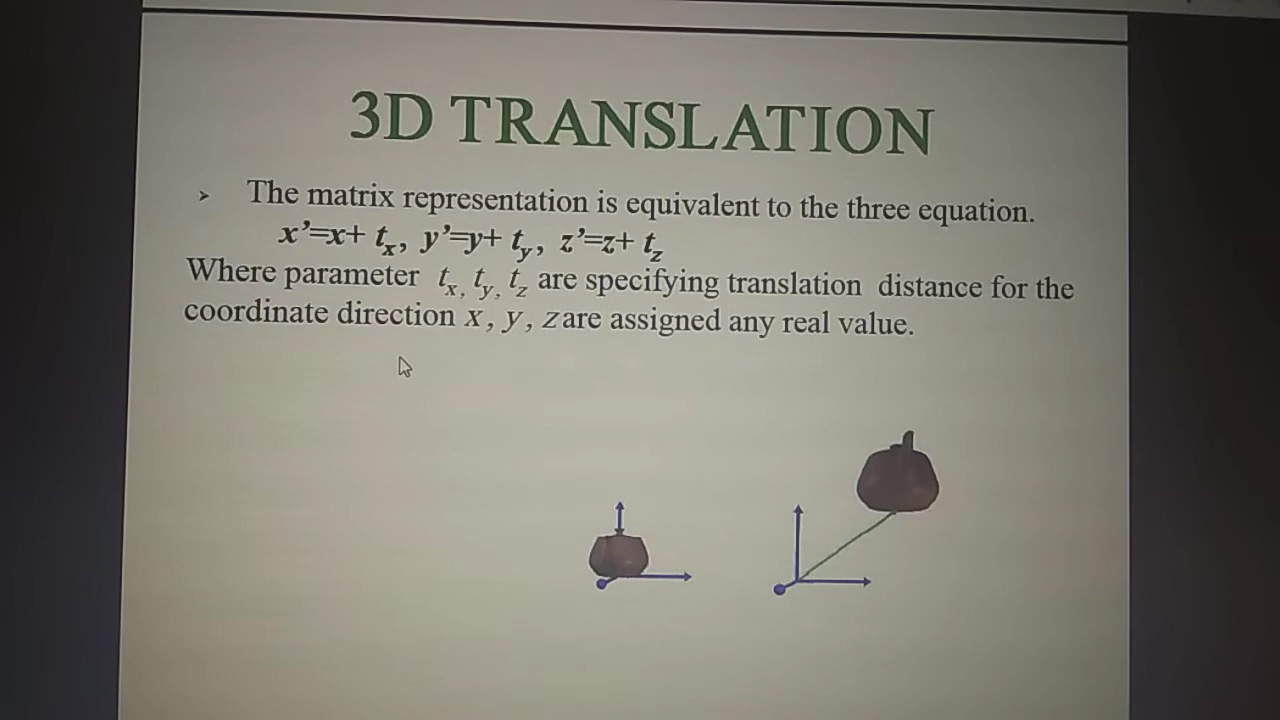 3D TRANSLATION
➤ The matrix representation is equivalent to the three equation.
x’=x+ tx, y’=y+ ty, z’=z+ tz
Where parameter tx, ty, tz are specifying translation distance for the
coordinate direction x, y, z are assigned any real value.